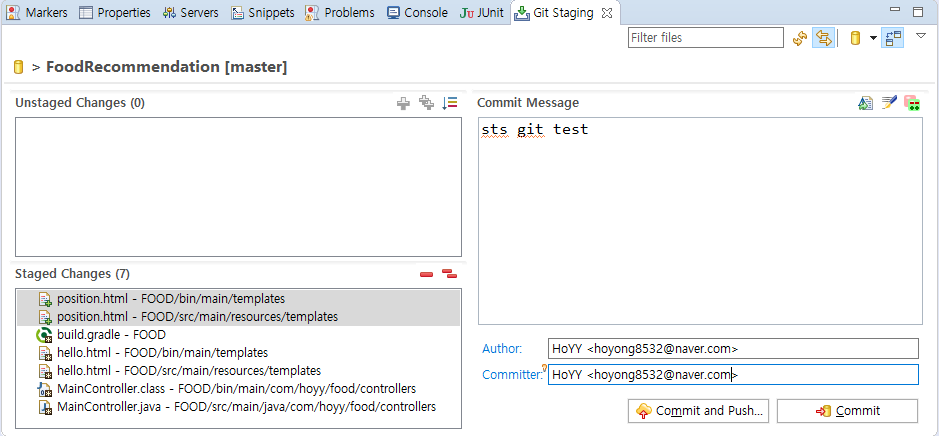 Markers Properties Servers Snippets Problems Console JUnit Git Staging
Filter files
> FoodRecommendation [master]
Unstaged Changes (0)
Commit Message
sts git test
Staged Changes (7)
position.html - FOOD/bin/main/templates
position.html - FOOD/src/main/resources/templates
build.gradle - FOOD
hello.html - FOOD/bin/main/templates
hello.html - FOOD/src/main/resources/templates
MainController.class - FOOD/bin/main/com/hoyy/food/controllers
MainController.java - FOOD/src/main/java/com/hoyy/food/controllers
Author: HoYY <hoyong8532@naver.com>
Committer: HoYY <hoyong8532@naver.com>
Commit and Push... Commit